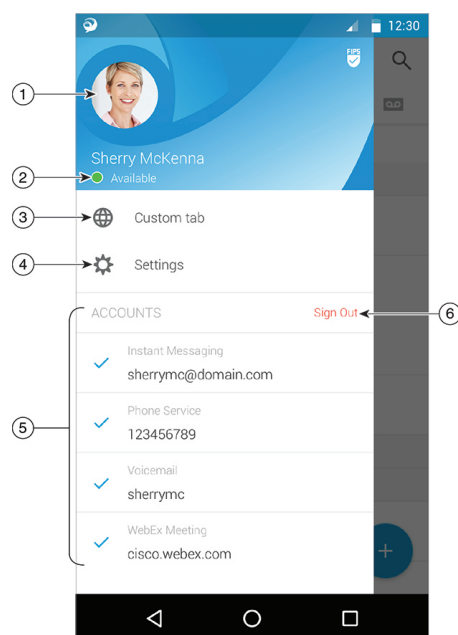 12:30
FIPS
1
Sherry McKenna
2
Available
3
Custom tab
4
Settings
ACCOUNTS
Sign Out
6
Instant Messaging
sherrymc@domain.com
Phone Service
5
123456789
Voicemail
sherrymc
WebEx Meeting
cisco.webex.com
+